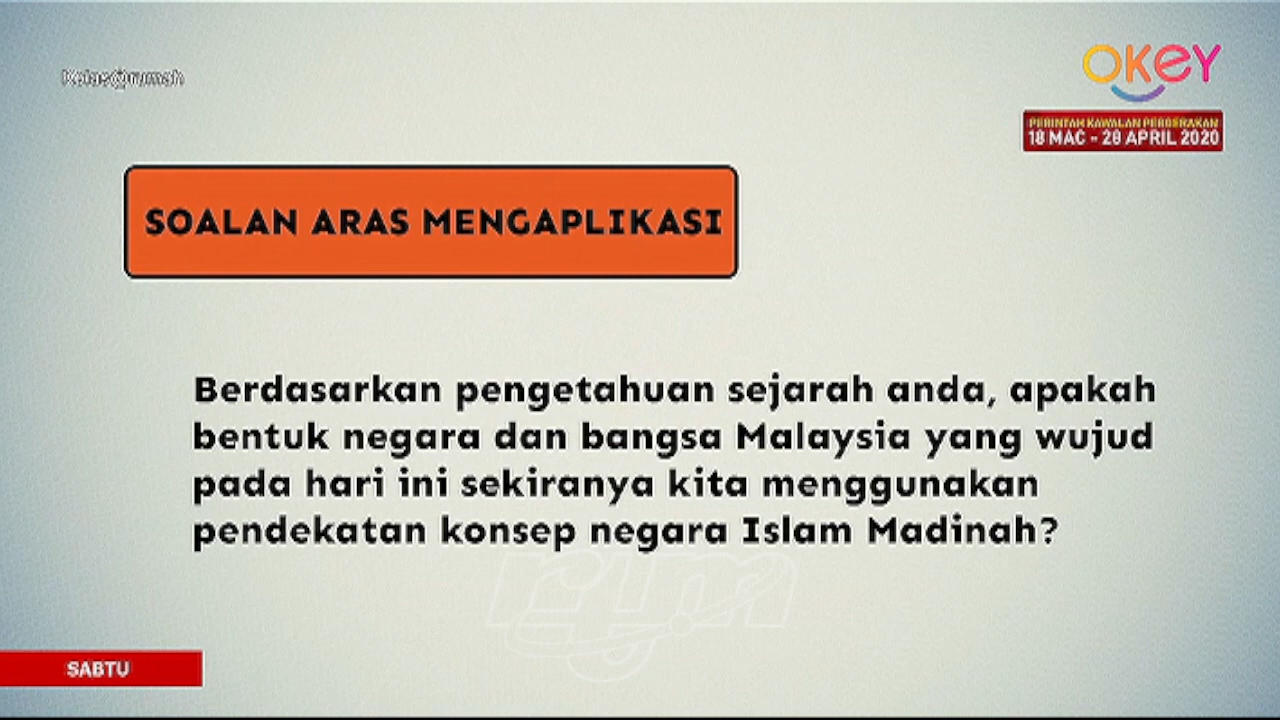 Kelas@rumah
OKEY
PERINTAH KAWALAN PERGERAKAN
18 MAC - 28 APRIL 2020
SOALAN ARAS MENGAPLIKASI
Berdasarkan pengetahuan sejarah anda, apakah
bentuk negara dan bangsa Malaysia yang wujud
pada hari ini sekiranya kita menggunakan
pendekatan konsep negara Islam Madinah?
rtm
SABTU